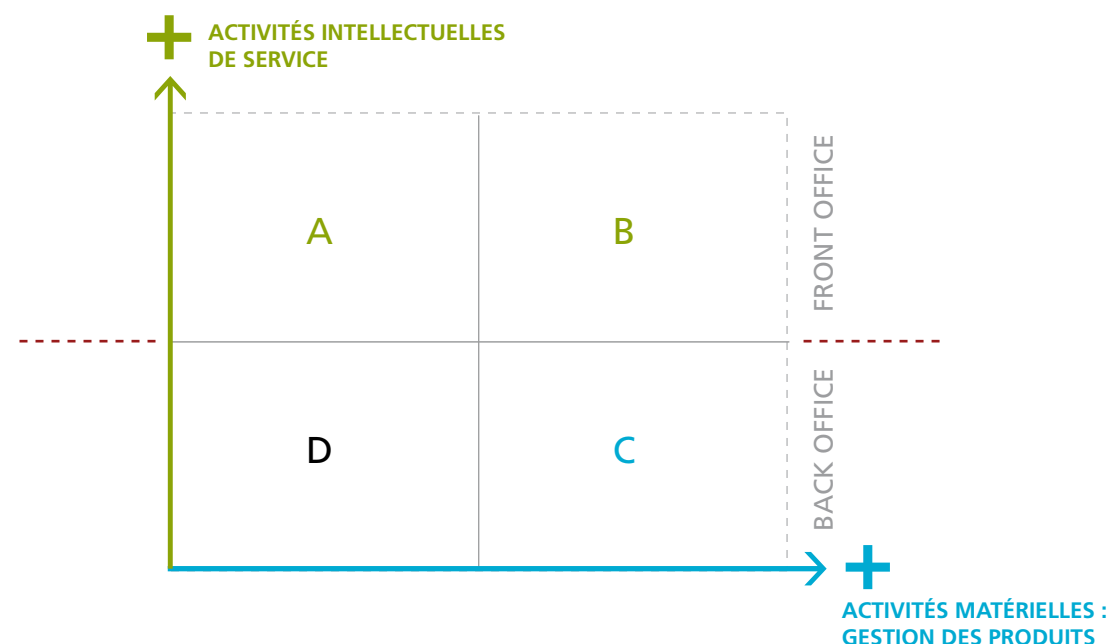 ACTIVITÉS INTELLECTUELLES
DE SERVICE
A
B
FRONT OFFICE
D
C
BACK OFFICE
ACTIVITÉS MATÉRIELLES :
GESTION DES PRODUITS